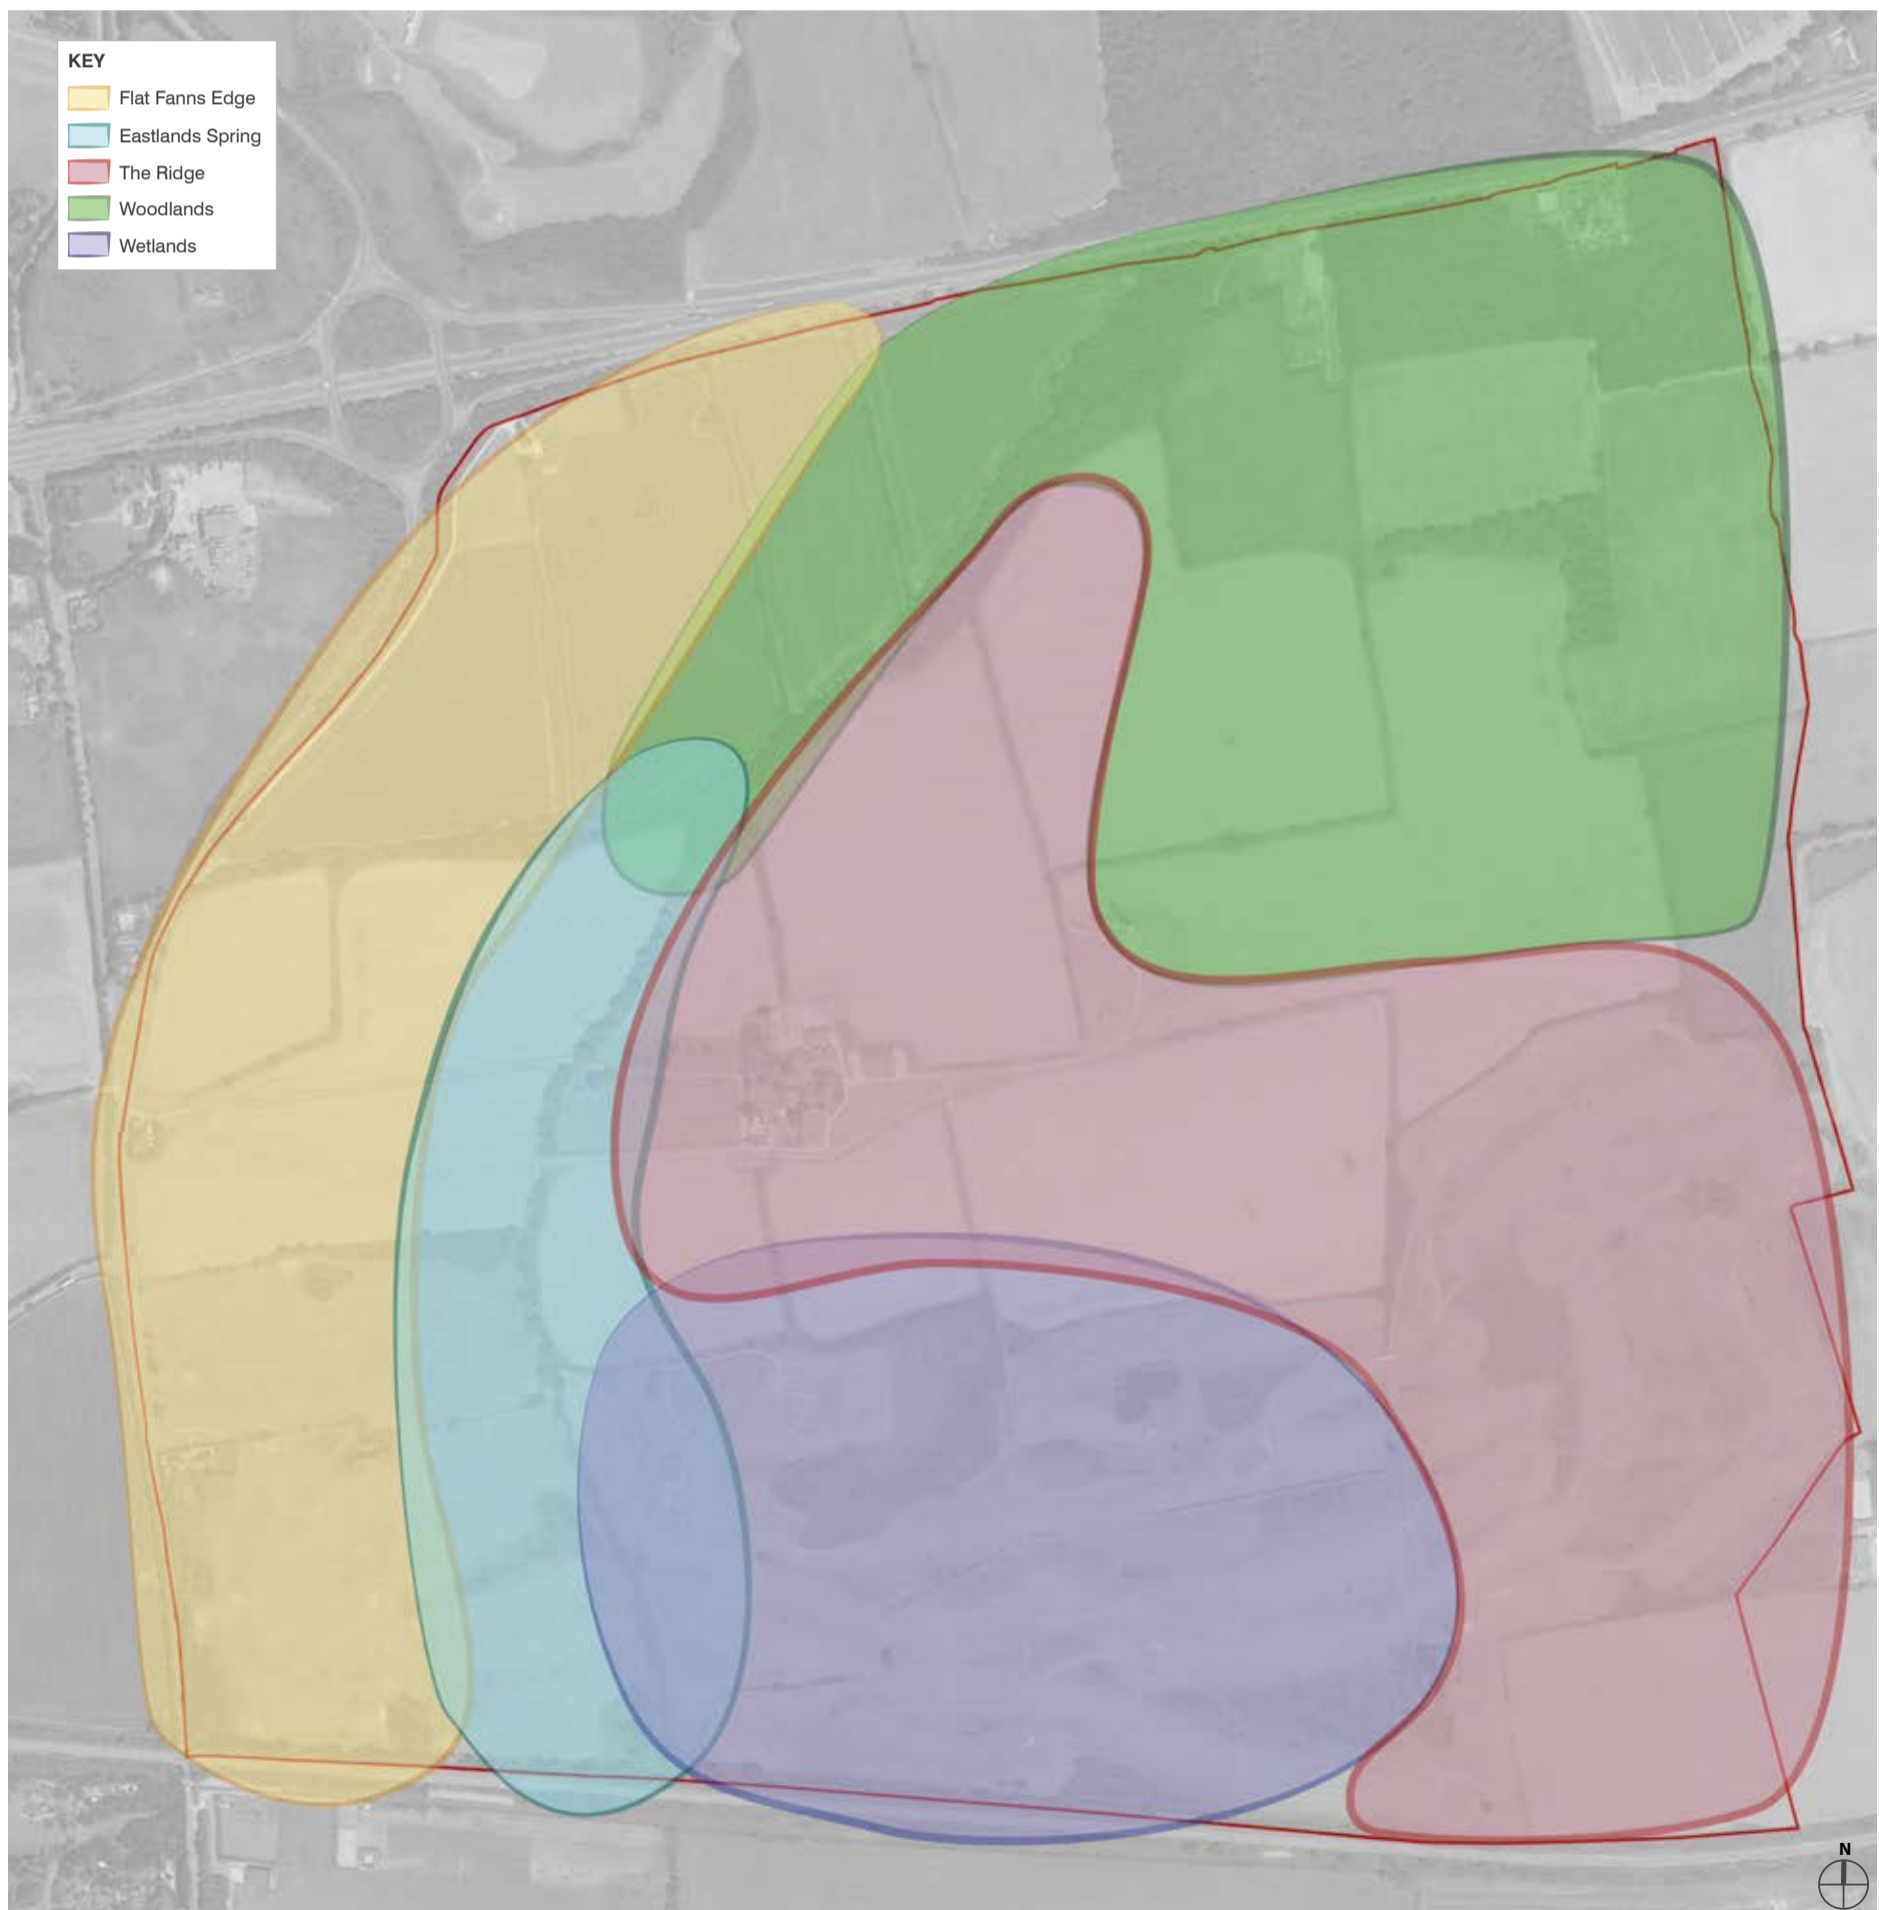 KEY
Flat Fanns Edge
Eastlands Spring
The Ridge
Woodlands
Wetlands
N